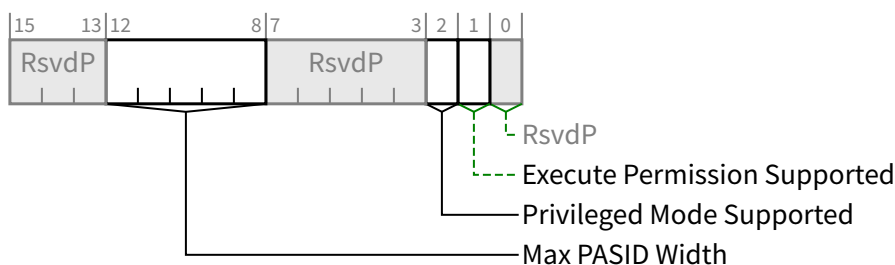 15 13 12 8 7 3 2 1 0
RsvdP RsvdP
RsvdP
Execute Permission Supported
Privileged Mode Supported
Max PASID Width